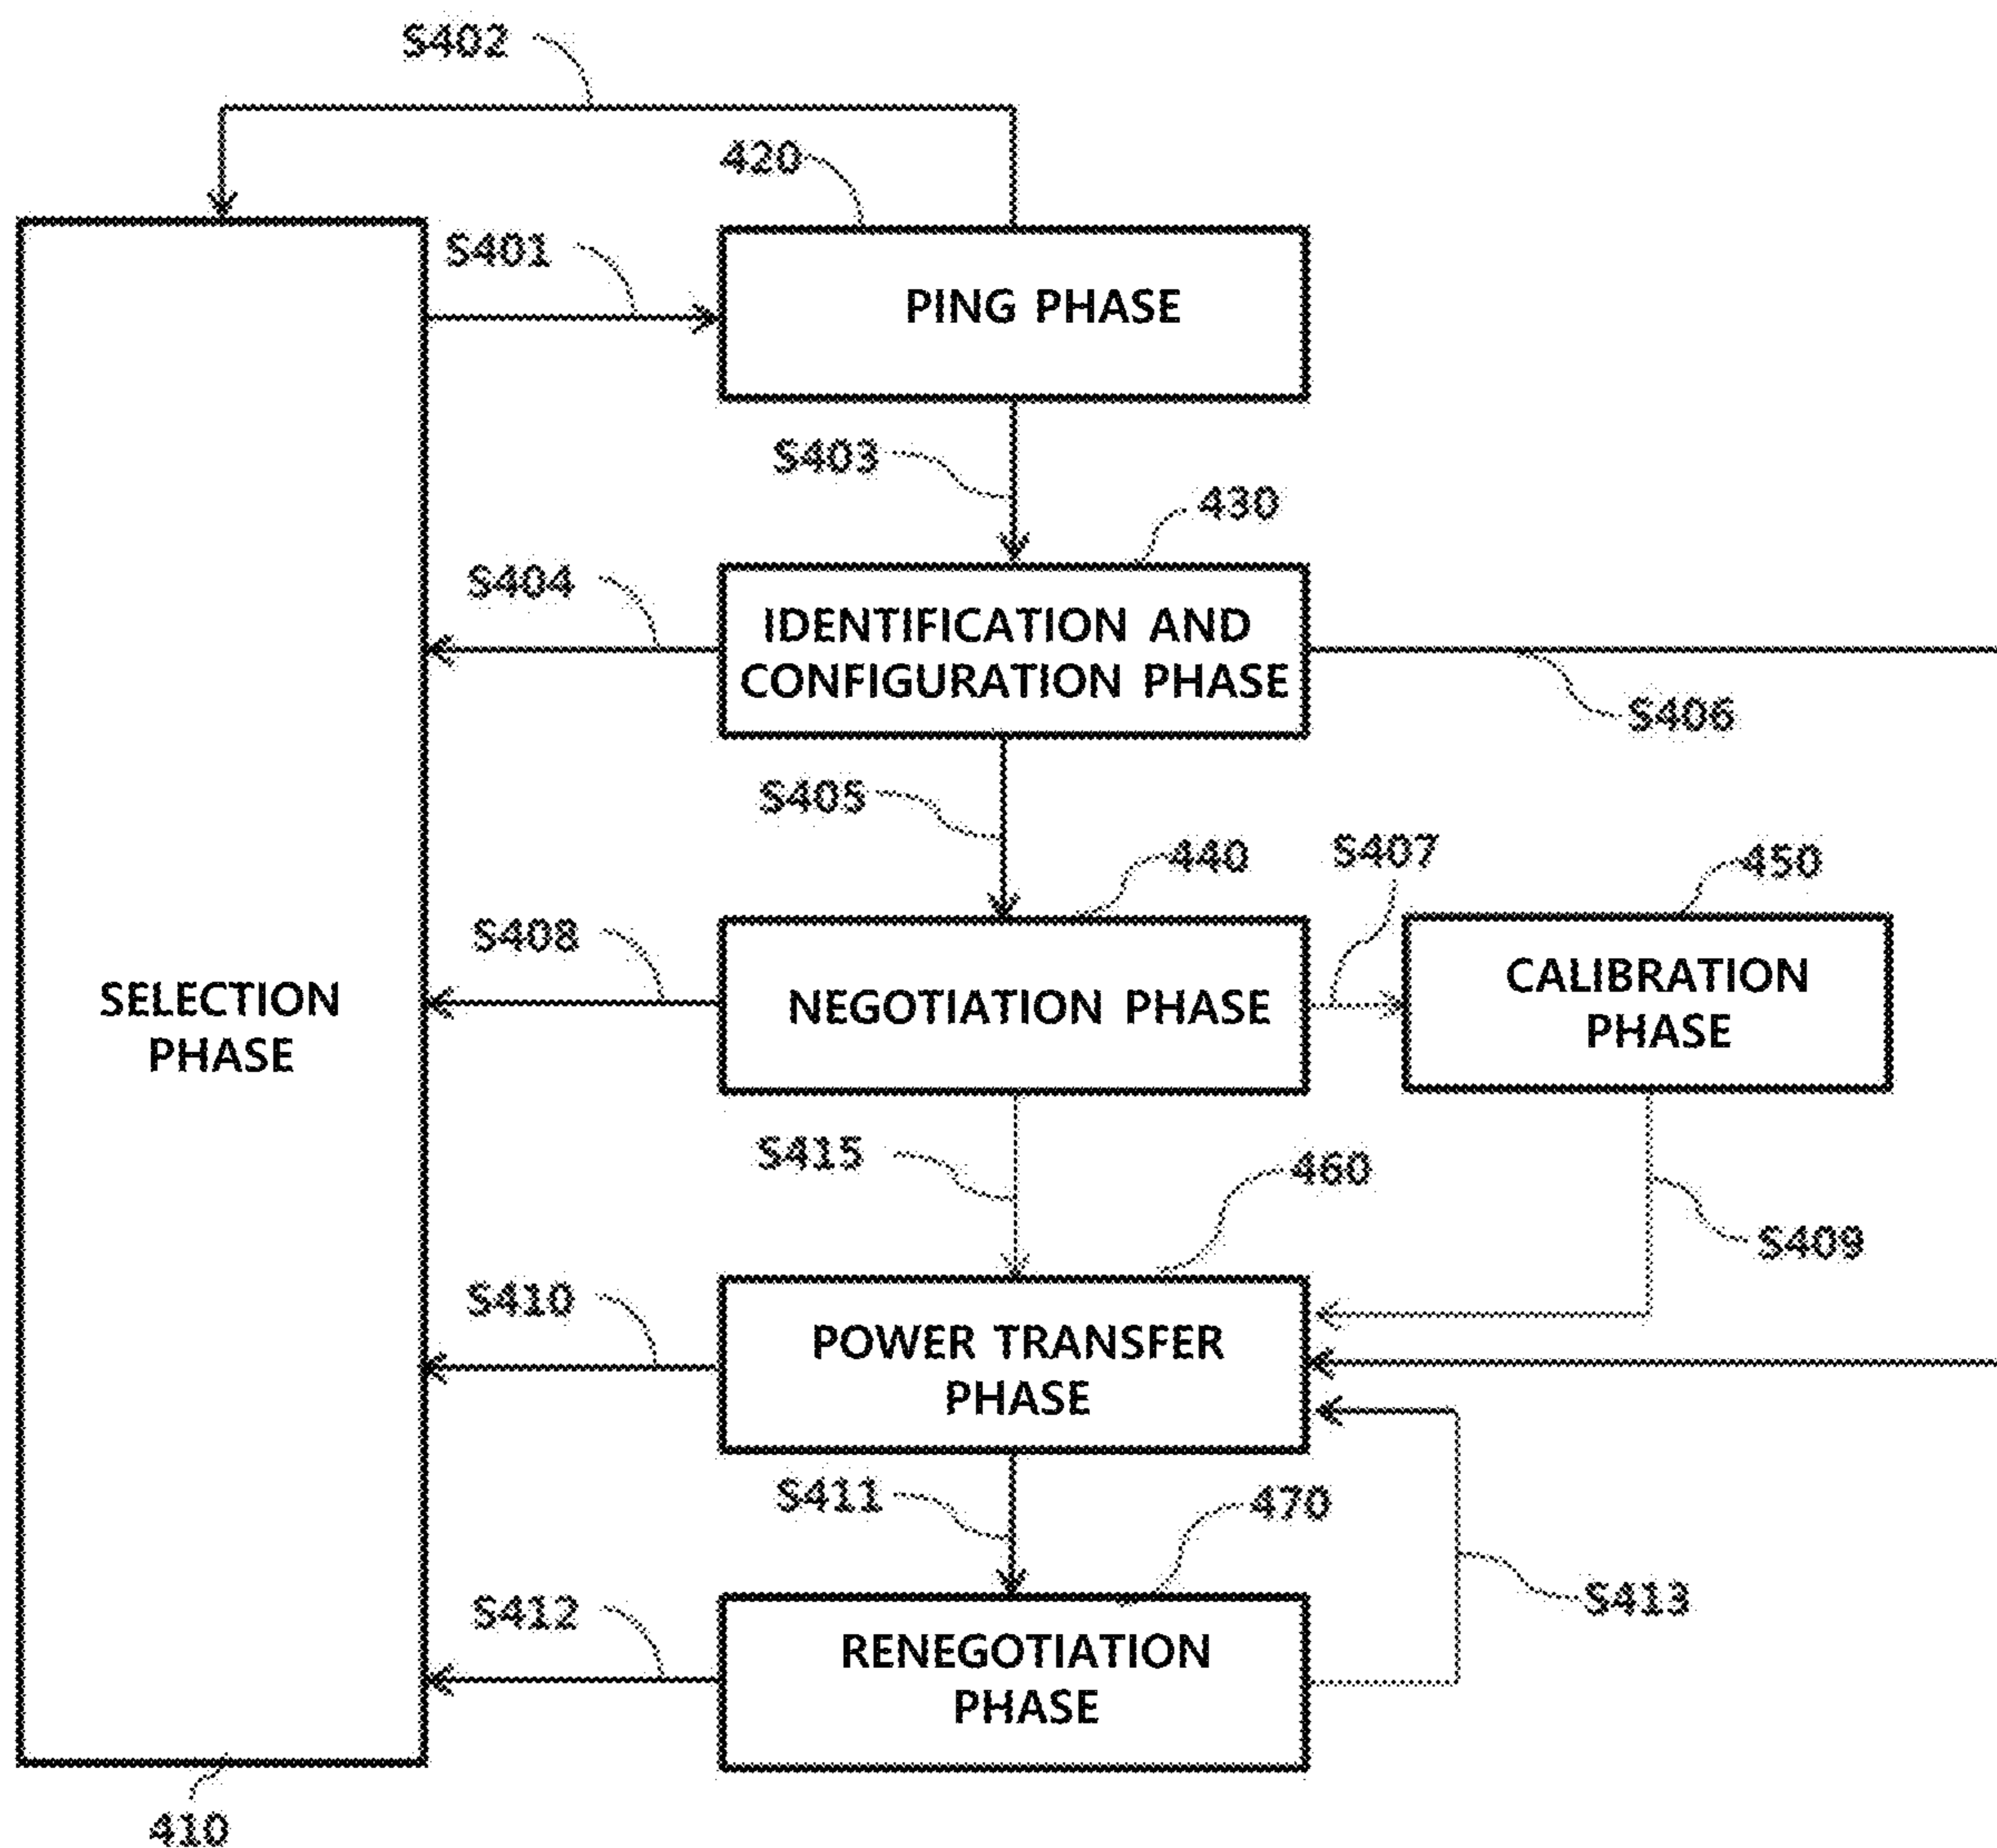 S402
420
S401
PING PHASE
S403
430
S404
IDENTIFICATION AND
CONFIGURATION PHASE
S406
S405
440
S407
450
S408
SELECTION
PHASE
NEGOTIATION PHASE
CALIBRATION
PHASE
S415
460
S409
S410
POWER TRANSFER
PHASE
S411
470
S412
S413
RENEGOTIATION
PHASE
410